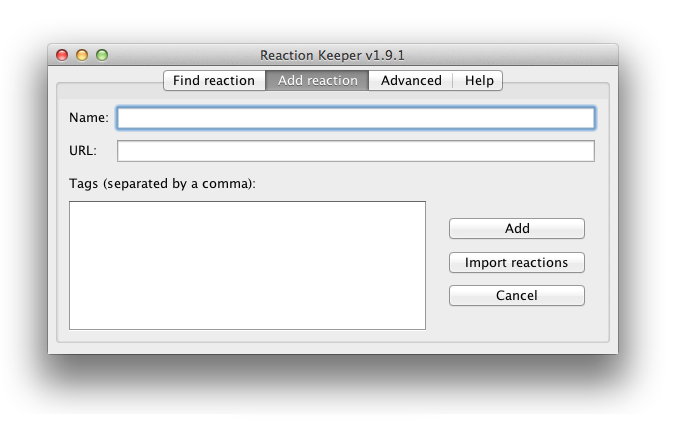 Reaction Keeper v1.9.1
Find reaction Add reaction Advanced Help
Name:
URL:
Tags (separated by a comma):
Add
Import reactions
Cancel